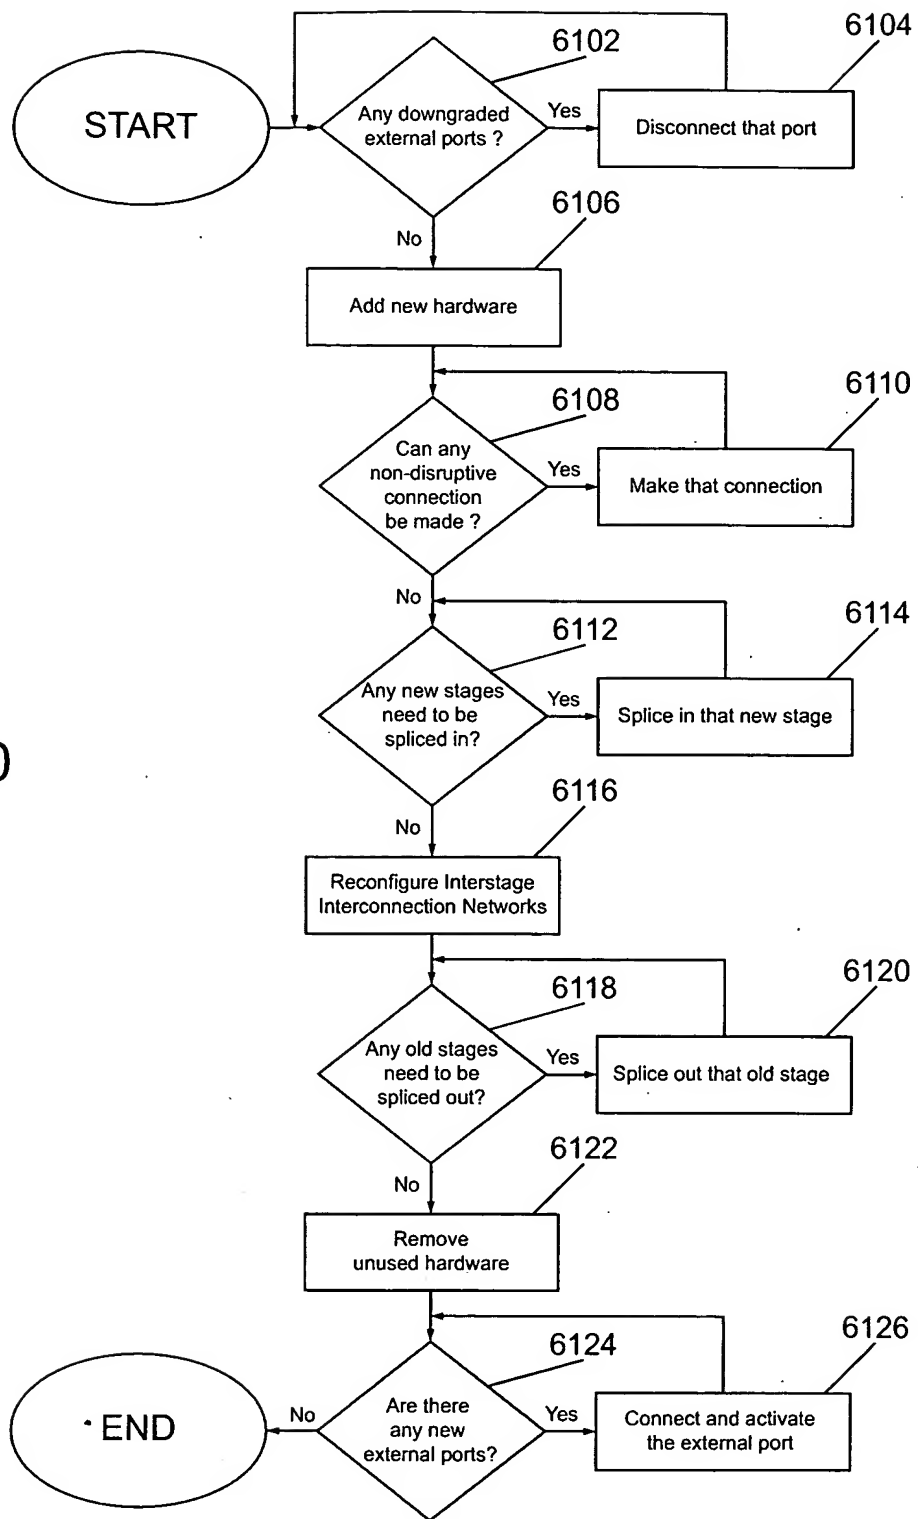 6102
6104
START
Any downgraded
external ports ?
Yes
Disconnect that port
No
6106
Add new hardware
6108
6110
Can any
non-disruptive
connection
be made ?
Yes
Make that connection
No
6112
6114
Any new stages
need to be
spliced in?
Yes
Splice in that new stage
No
6116
Reconfigure Interstage
Interconnection Networks
6118
6120
Any old stages
need to be
spliced out?
Yes
Splice out that old stage
No
6122
Remove
unused hardware
6124
6126
END
No
Are there
any new
external ports?
Yes
Connect and activate
the external port